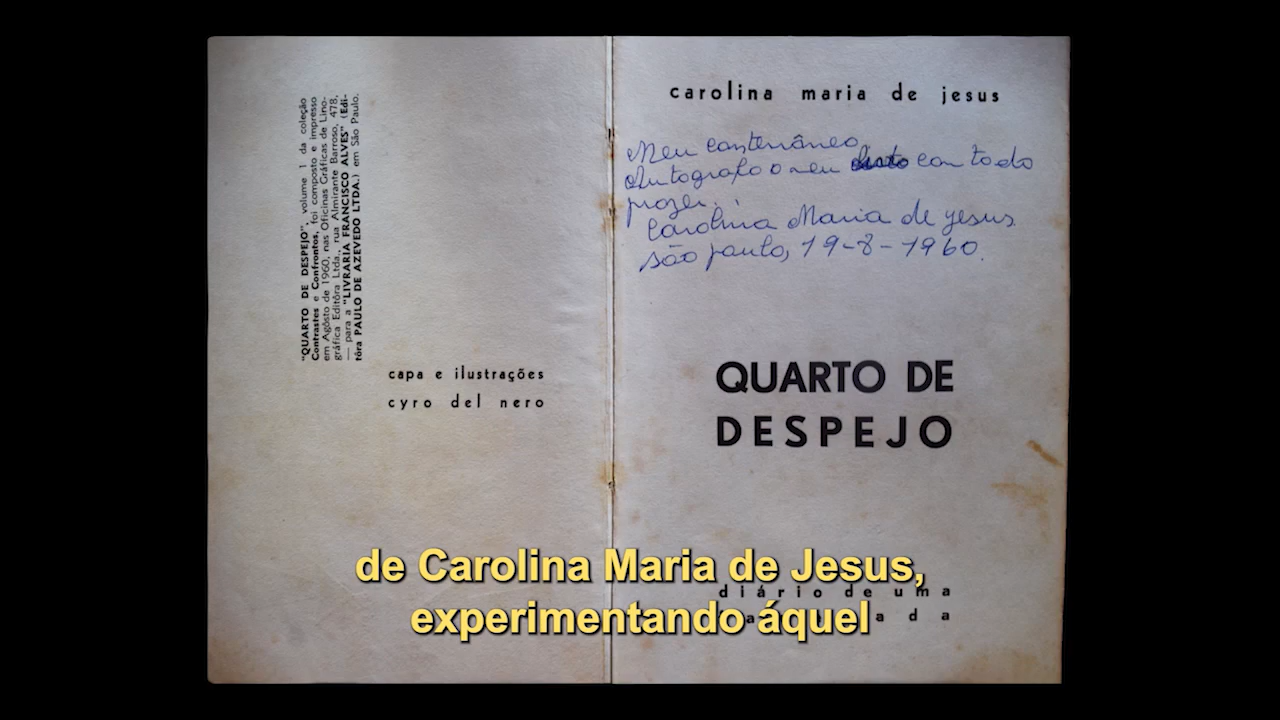 "QUARTO DE DESPEJO", volume 1 da coleção
Contrastes e Confrontos, foi composto e impresso
em Agôsto de 1960, nas Oficinas Gráficas de Lino-
gráfica Editôra Ltda., rua Almirante Barroso, 478,
— para a "LIVRARIA FRANCISCO ALVES" (Edi-
tôra PAULO DE AZEVEDO LTDA.) em São Paulo.
capa e ilustrações
cyro del nero
carolina maria de jesus
Meu conterrâneo
Autografo o meu con todo
prazer.
Carolina Maria de jesus
são paulo, 19-8-1960.
QUARTO DE
DESPEJO
diário de uma
de Carolina Maria de Jesus,
experimentando áquel